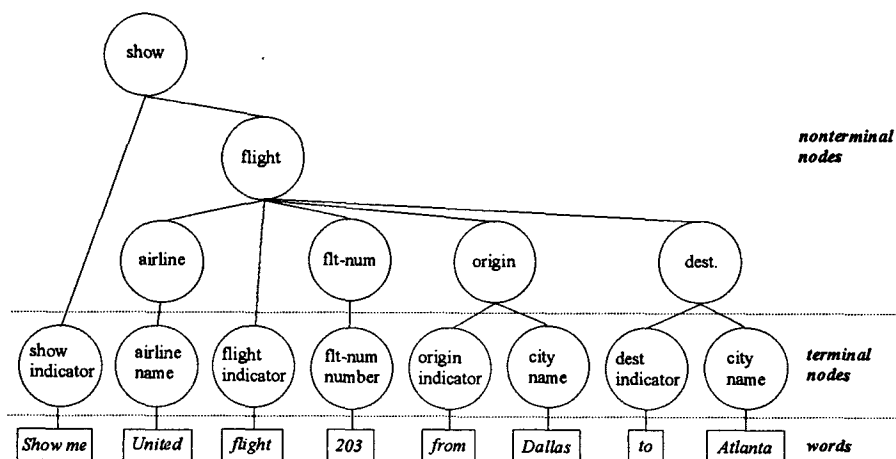 show
flight
nonterminal
nodes
airline
flt-num
origin
dest.
show
indicator
airline
name
flight
indicator
flt-num
number
origin
indicator
city
name
dest
indicator
city
name
terminal
nodes
Show me
United
flight
203
from
Dallas
to
Atlanta
words